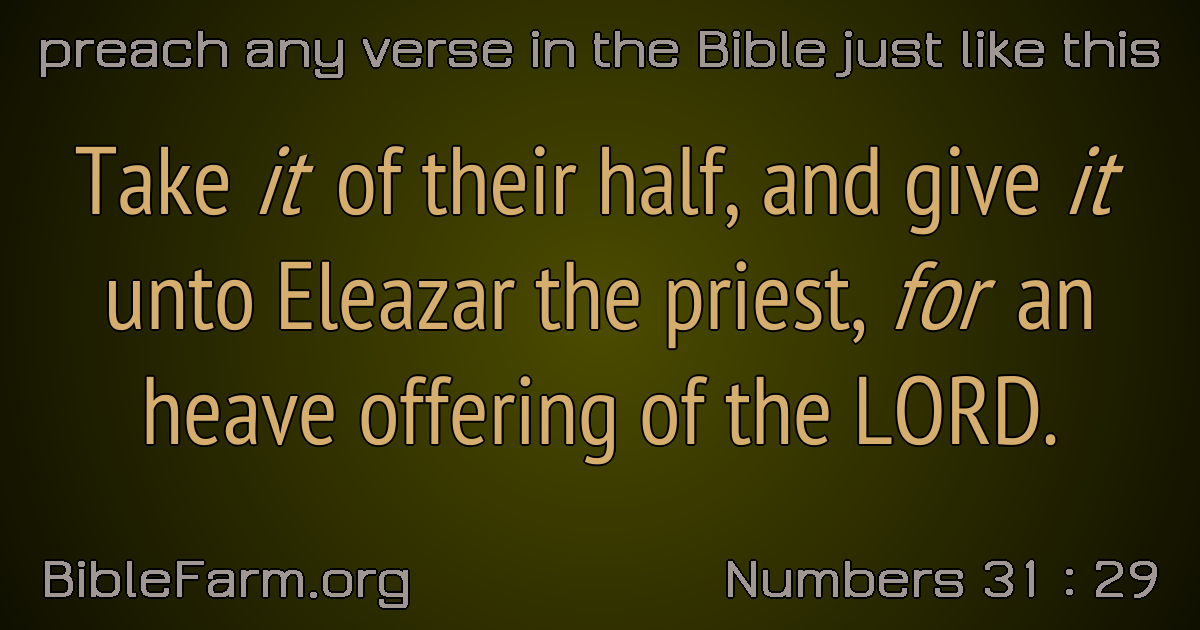 preach any verse in the Bible just like this
Take it of their half, and give it
unto Eleazar the priest, for an
heave offering of the LORD.
BibleFarm.org
Numbers 31 : 29